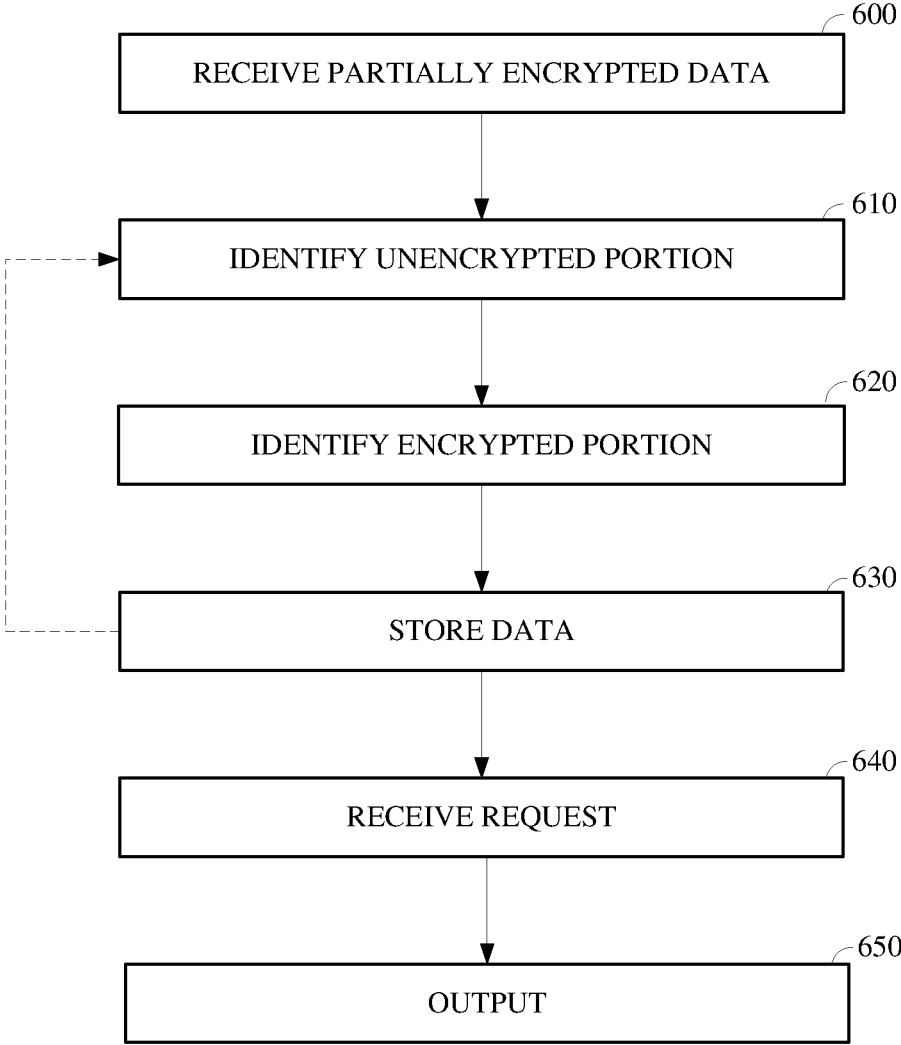 600
RECEIVE PARTIALLY ENCRYPTED DATA
610
IDENTIFY UNENCRYPTED PORTION
620
IDENTIFY ENCRYPTED PORTION
630
STORE DATA
640
RECEIVE REQUEST
650
OUTPUT